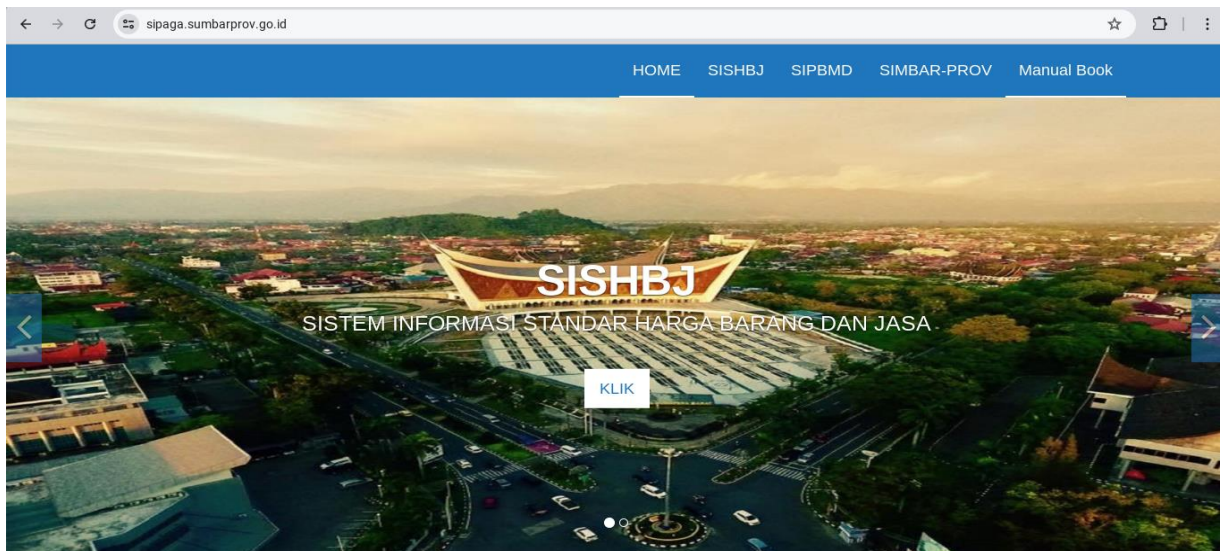 sipaga.sumbarprov.go.id
HOME SISHBJ SIPBMD SIMBAR-PROV Manual Book
SISHBJ
SISTEM INFORMASI STANDAR HARGA BARANG DAN JASA
KLIK